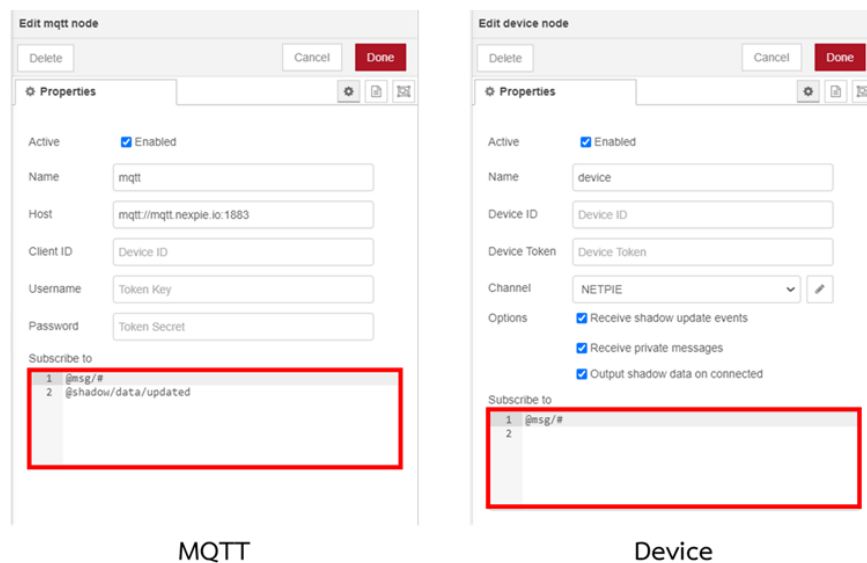 Edit mqtt node
Delete
Cancel
Done
Properties
Active
Enabled
Name
mqtt
Host
mqtt://mqtt.nexpie.io:1883
Client ID
Device ID
Username
Token Key
Password
Token Secret
Subscribe to
1 @msg/#
2 @shadow/data/updated
MQTT
Edit device node
Delete
Cancel
Done
Properties
Active
Enabled
Name
device
Device ID
Device ID
Device Token
Device Token
Channel
NETPIE
Options
Receive shadow update events
Receive private messages
Output shadow data on connected
Subscribe to
1 @msg/#
2
Device